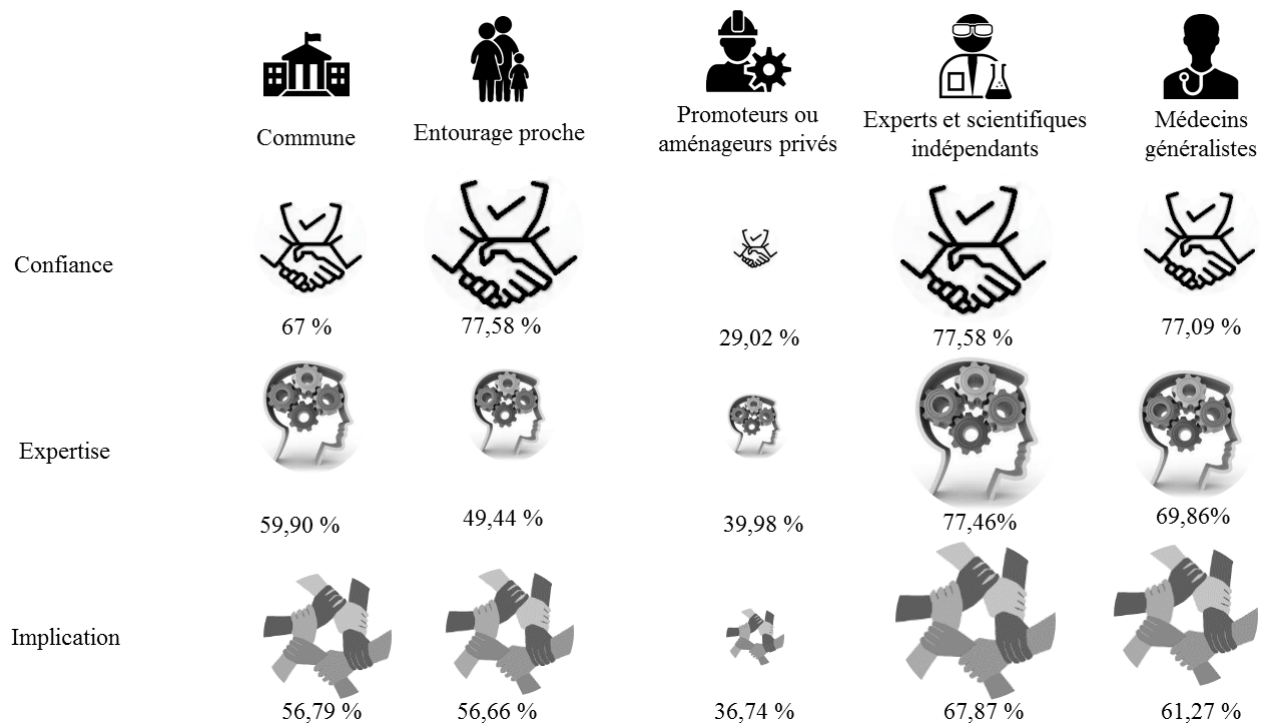 Commune
Entourage proche
Promoteurs ou
aménageurs privés
Experts et scientifiques
indépendants
Médecins
généralistes
Confiance
67 %
77,58 %
29,02 %
77,58 %
77,09 %
Expertise
59,90 %
49,44 %
39,98 %
77,46%
69,86%
Implication
56,79 %
56,66 %
36,74 %
67,87 %
61,27 %